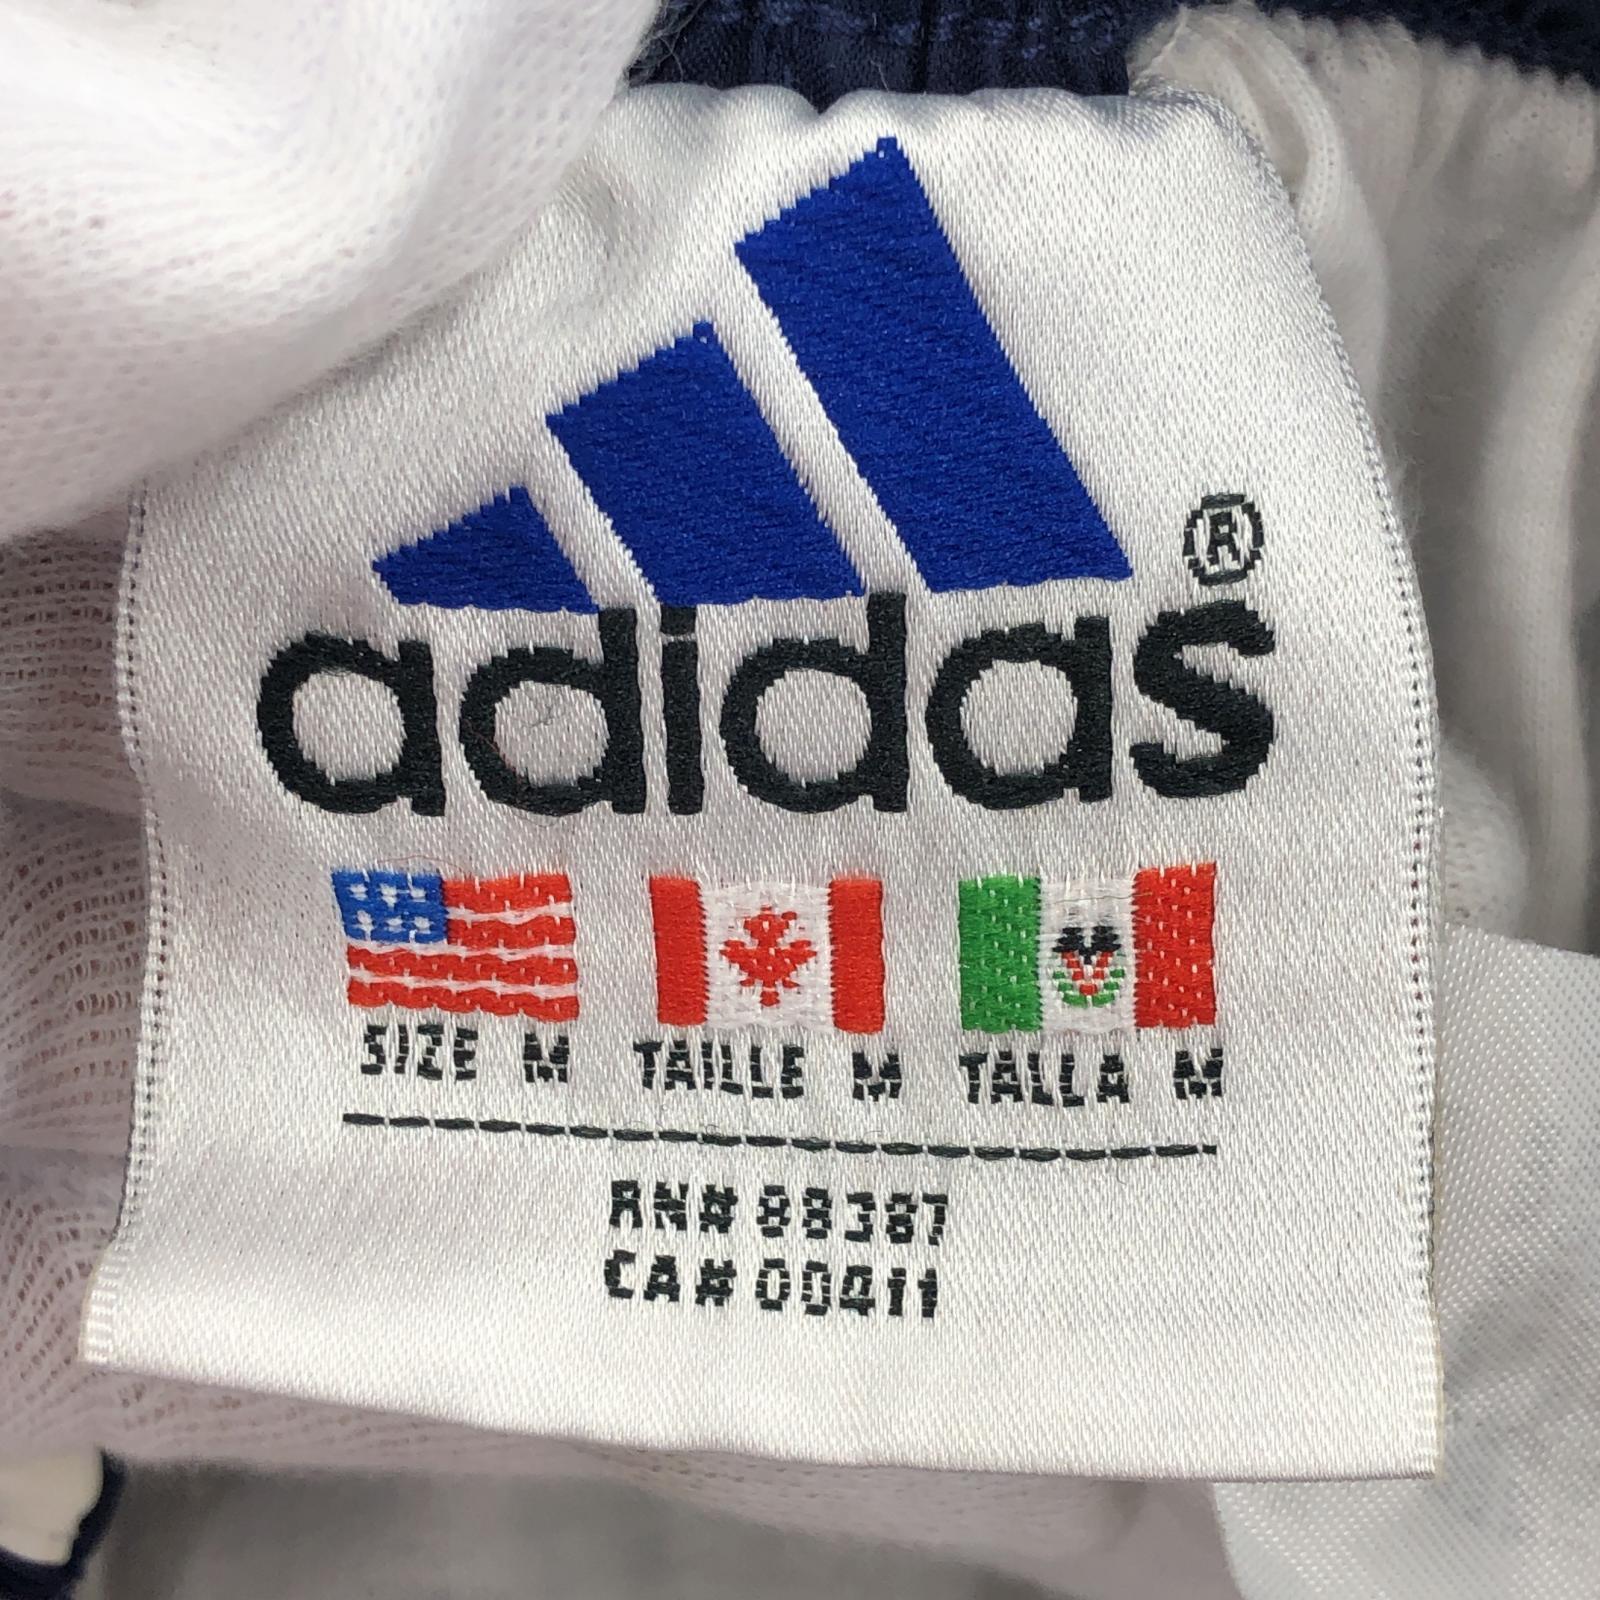 ®
adidas
SIZE M TAILLE M TALLA M
RN# 88387
CA# 00411